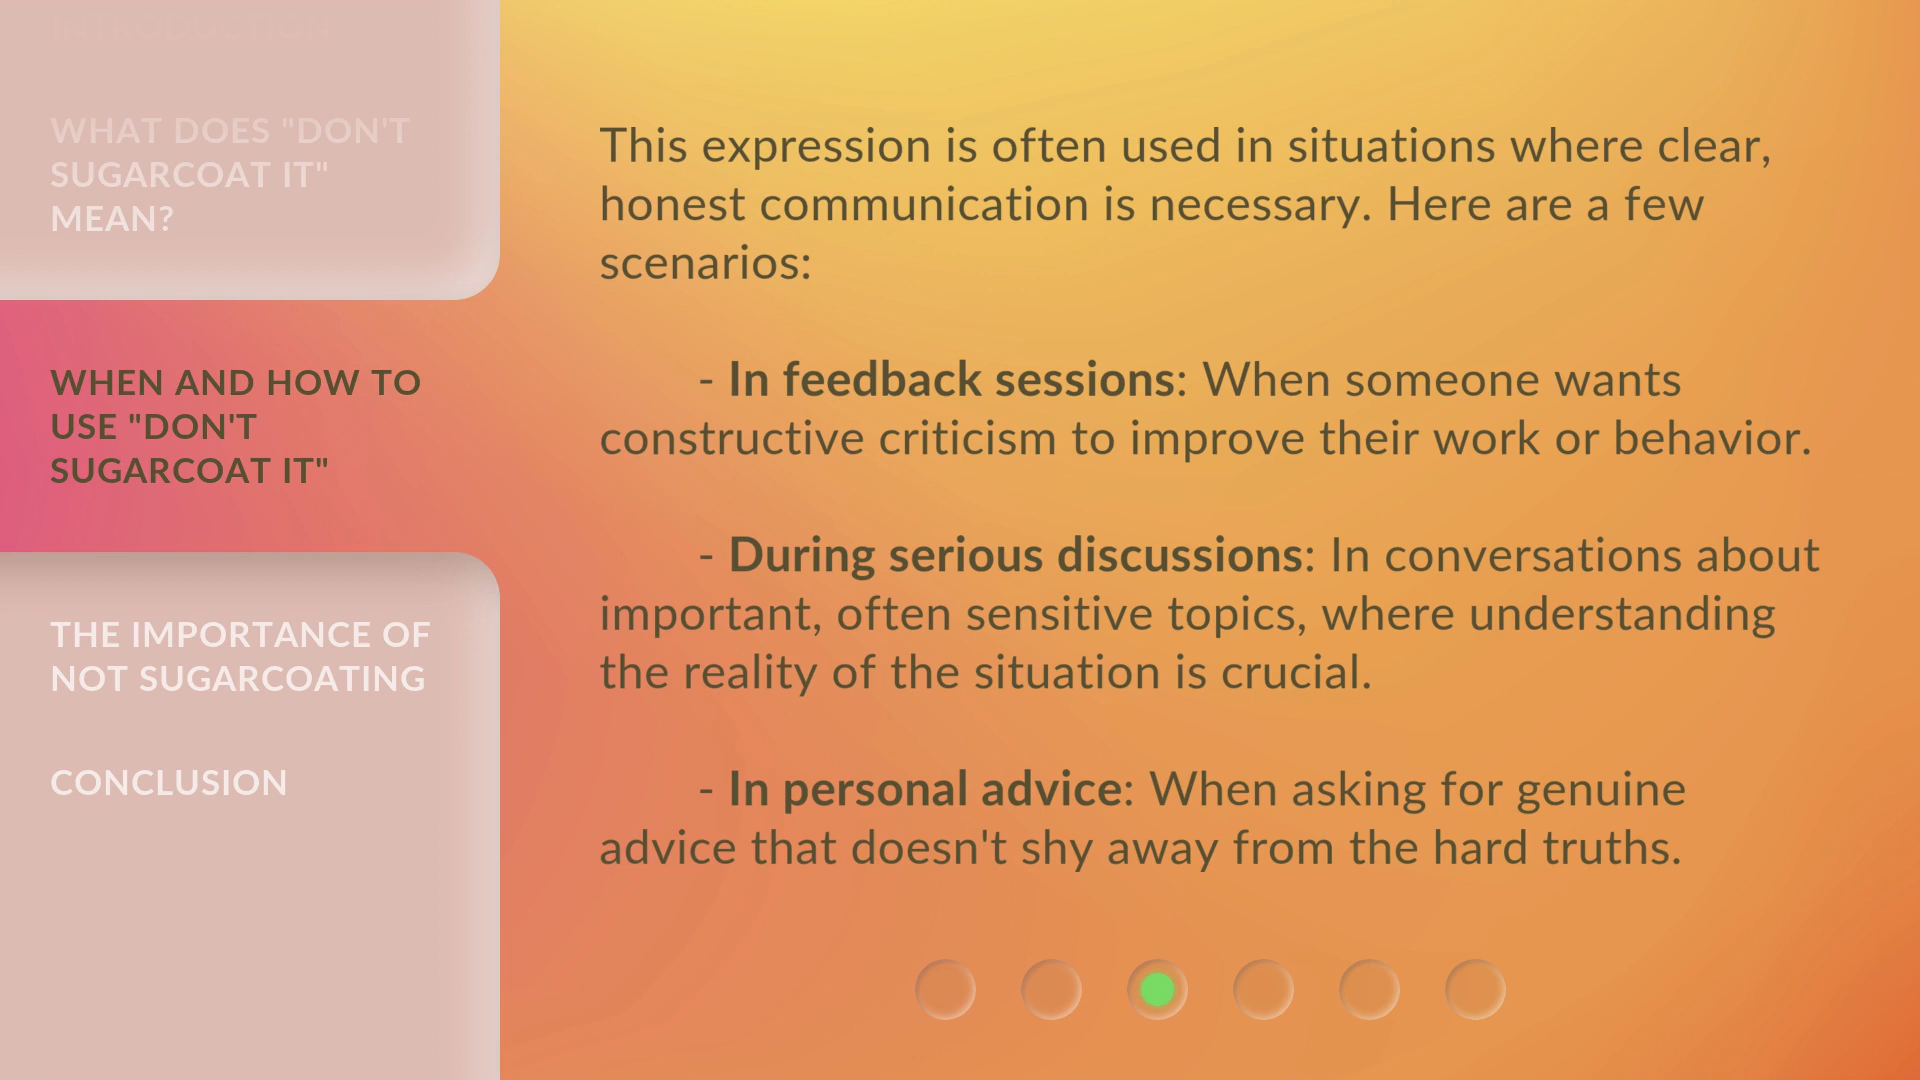 INTRODUCTION
WHAT DOES "DON'T
SUGARCOAT IT"
MEAN?
WHEN AND HOW TO
USE "DON'T
SUGARCOAT IT"
THE IMPORTANCE OF
NOT SUGARCOATING
CONCLUSION
This expression is often used in situations where clear,
honest communication is necessary. Here are a few
scenarios:
- In feedback sessions: When someone wants
constructive criticism to improve their work or behavior.
- During serious discussions: In conversations about
important, often sensitive topics, where understanding
the reality of the situation is crucial.
- In personal advice: When asking for genuine
advice that doesn't shy away from the hard truths.